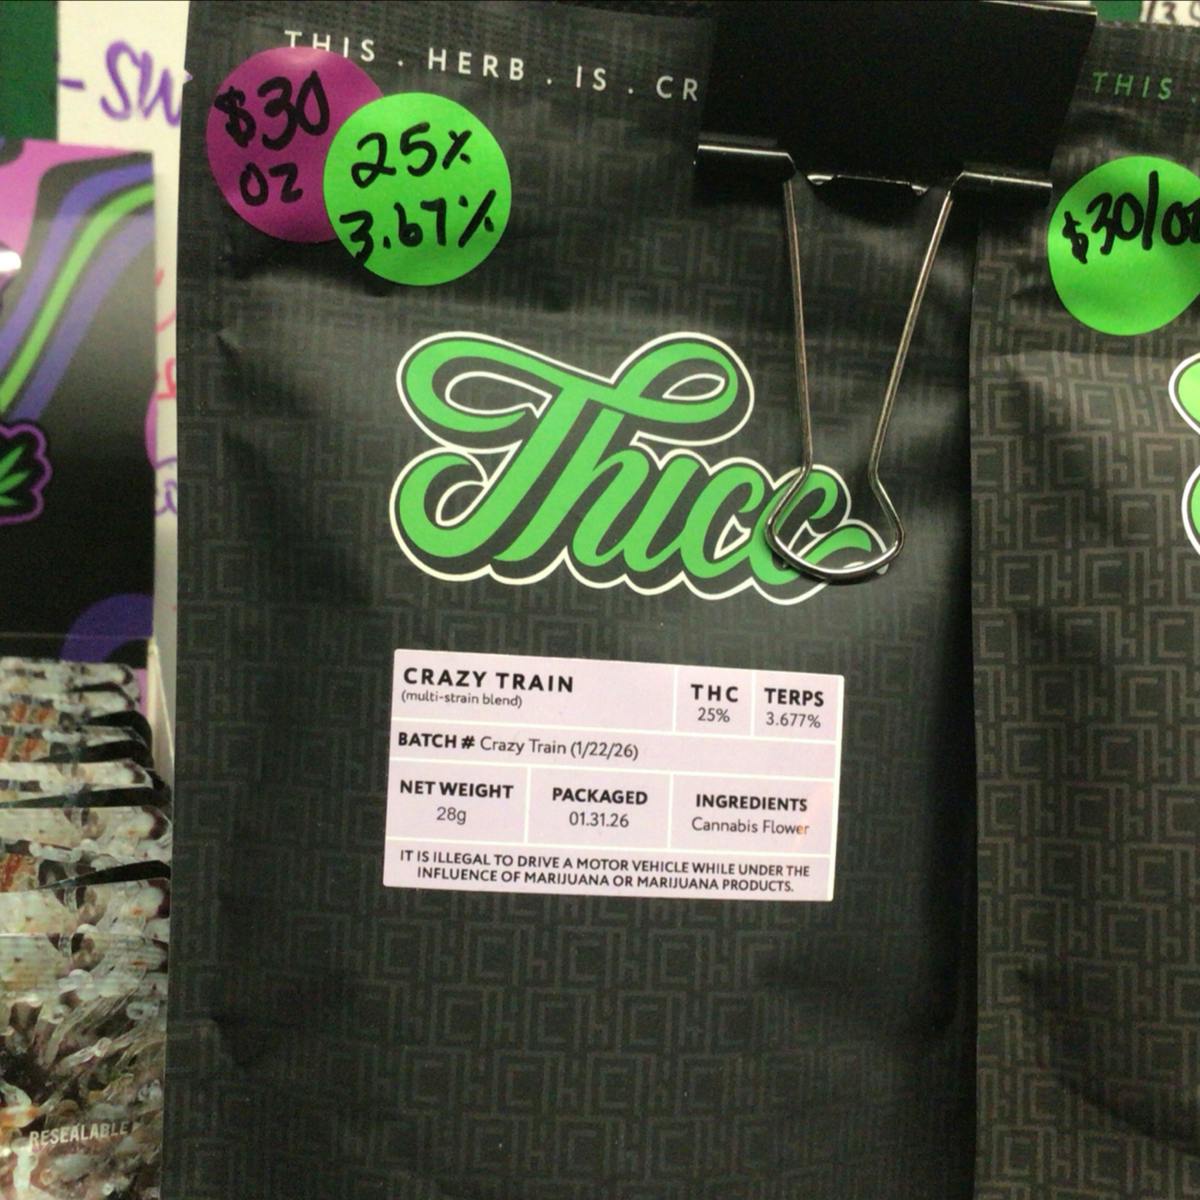 THIS . HERB . IS . CR
THIS .
- SW
$30
OZ
25%
3.67%
$30/
Thicc
CRAZY TRAIN
(multi-strain blend)
THC
25%
TERPS
3.677%
BATCH # Crazy Train (1/22/26)
NET WEIGHT
28g
PACKAGED
01.31.26
INGREDIENTS
Cannabis Flower
IT IS ILLEGAL TO DRIVE A MOTOR VEHICLE WHILE UNDER THE
INFLUENCE OF MARIJUANA OR MARIJUANA PRODUCTS.
RESEALABLE